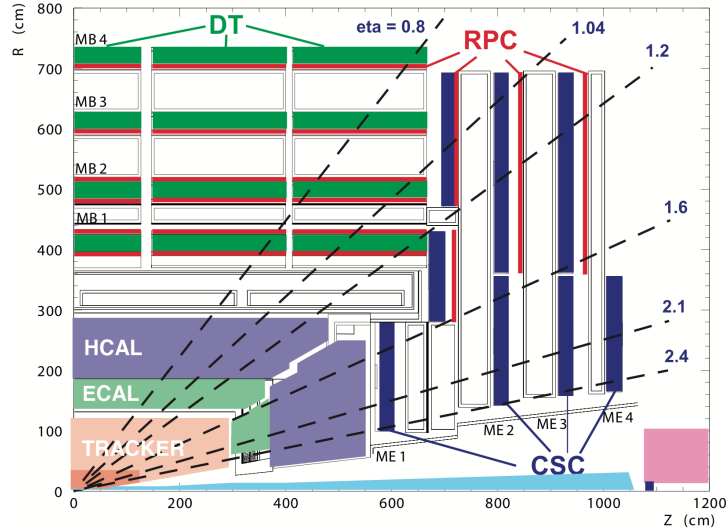 R (cm)
800
700
600
500
400
300
200
100
0
DT
eta = 0.8
RPC
1.04
1.2
1.6
2.1
2.4
MB 4
MB 3
MB 2
MB 1
HCAL
ECAL
TRACKER
ME 1
ME 2
ME 3
ME 4
CSC
0
200
400
600
800
1000
1200
Z (cm)